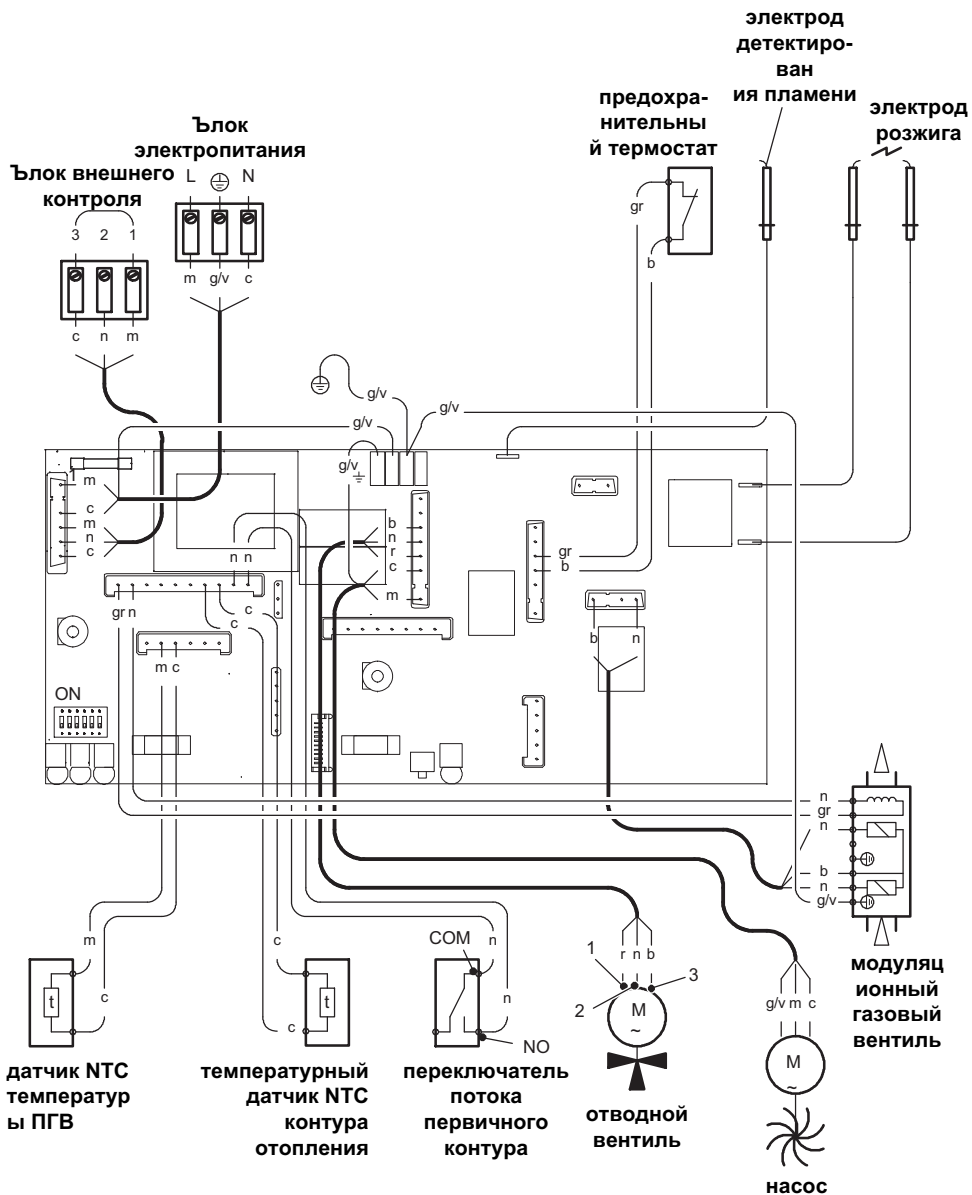 электрод
детектиро-
ван
ия пламени
предохра-
нительны
й термостат
электрод
розжига
Ълок
электропитания
Ълок внешнего
контроля
L N
3 2 1
m g/v c
c n m
gr
b
g/v
g/v
g/v
g/v
m
c
m
n
c
n n
b
n
r
c
m
gr
b
gr n
c
c
m c
b n
ON
n
gr
n
b
n
g/v
m
c
t
c
c
t
COM
n
n
NO
1
2
3
r n b
M
~
g/v m c
M
~
модуляц
ионный
газовый
вентиль
датчик NTC
температур
ы ПГВ
температурный
датчик NTC
контура
отопления
переключатель
потока
первичного
контура
отводной
вентиль
насос